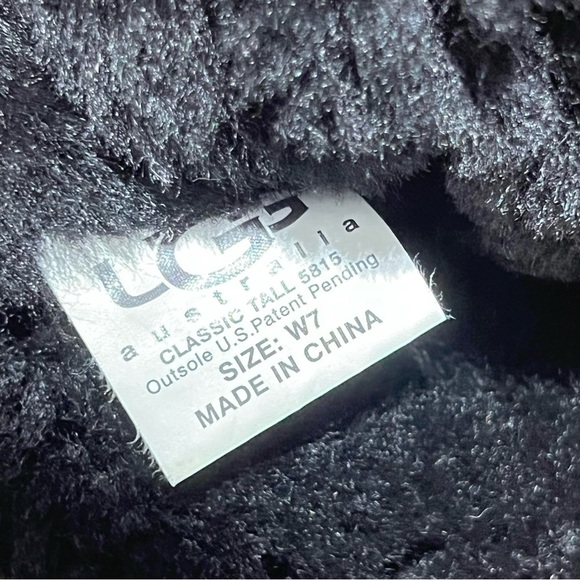 UGG
australia
CLASSIC TALL 5815
Outsole U.S.Patent Pending
SIZE: W7
MADE IN CHINA